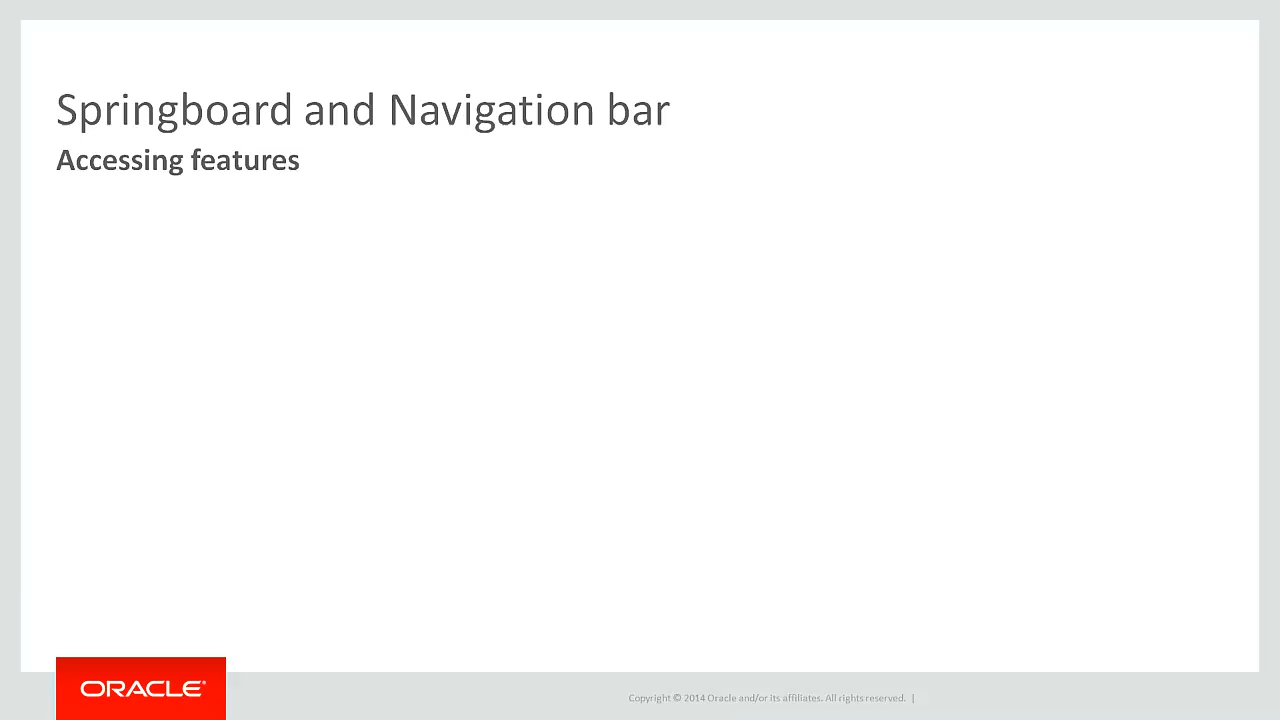 Springboard and Navigation bar
Accessing features
ORACLE®
Copyright © 2014 Oracle and/or its affiliates. All rights reserved. |